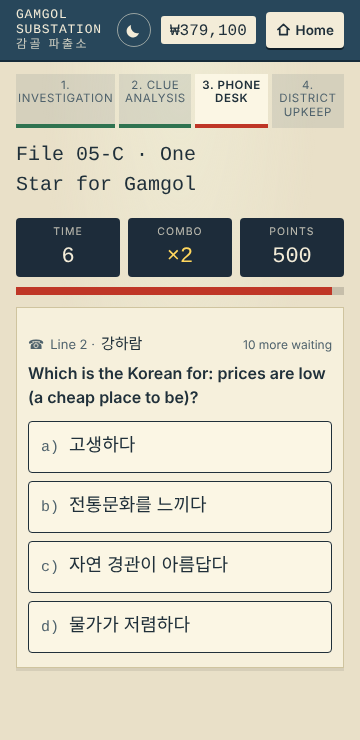 GAMGOL
SUBSTATION
감골 파출소
₩379,100
Home
1. INVESTIGATION
2. CLUE ANALYSIS
3. PHONE DESK
4. DISTRICT UPKEEP
File 05-C · One
Star for Gamgol
TIME
6
COMBO
×2
POINTS
500
☎ Line 2 · 강하람
10 more waiting
Which is the Korean for: prices are low
(a cheap place to be)?
a) 고생하다
b) 전통문화를 느끼다
c) 자연 경관이 아름답다
d) 물가가 저렴하다